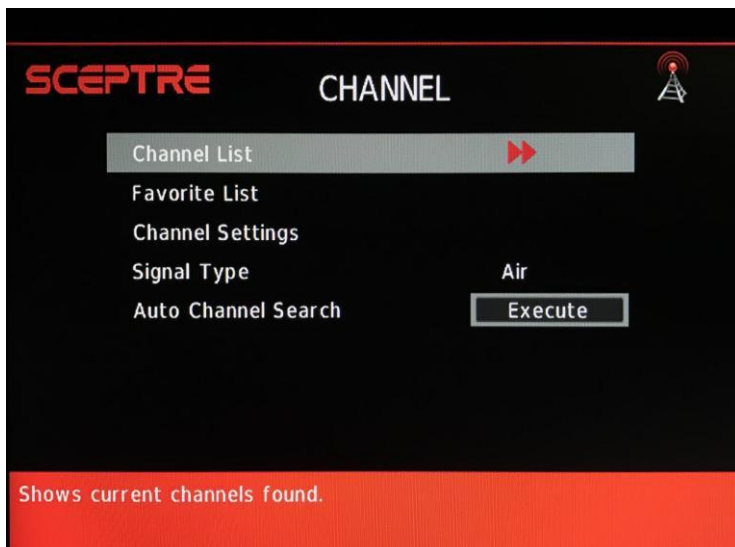 SCEPTRE
CHANNEL
Channel List
Favorite List
Channel Settings
Signal Type Air
Auto Channel Search Execute
Shows current channels found.